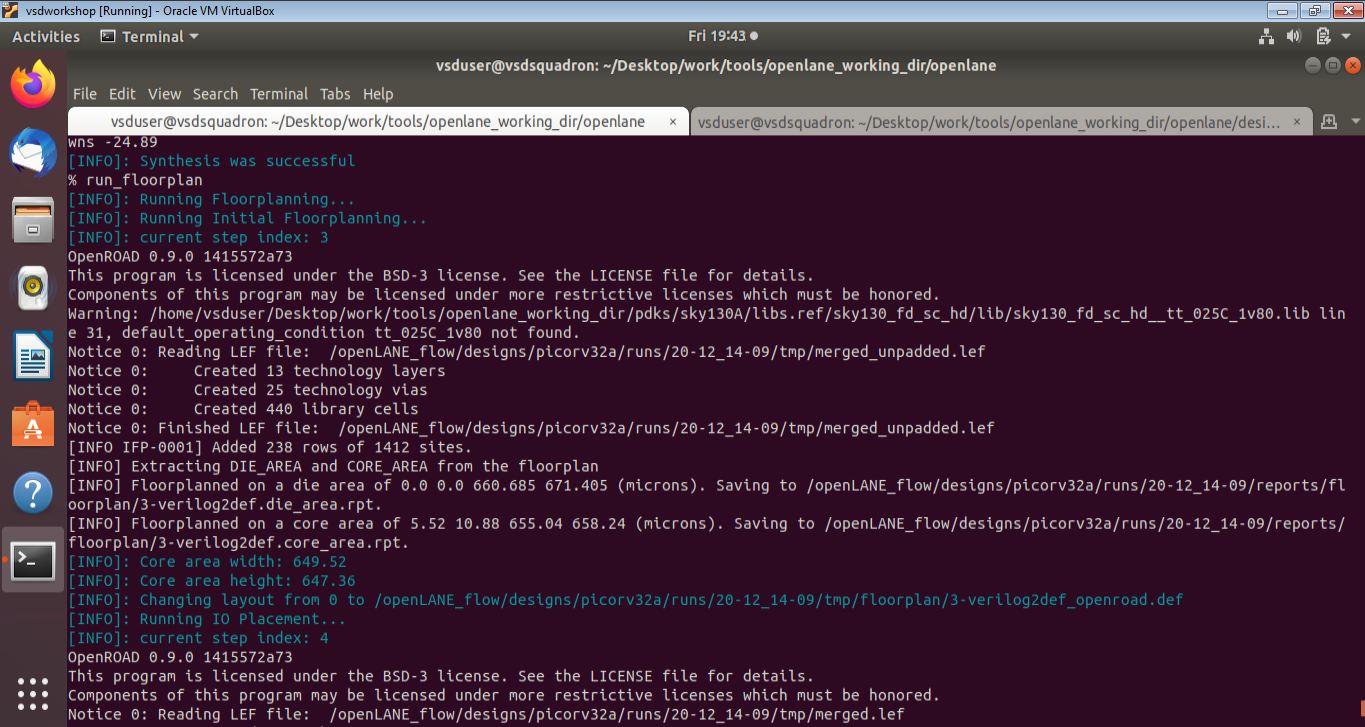 vsdworkshop [Running] - Oracle VM VirtualBox
Activities Terminal Fri 19:43
vsduser@vsdsquadron: ~/Desktop/work/tools/openlane_working_dir/openlane
File Edit View Search Terminal Tabs Help
vsduser@vsdsquadron: ~/Desktop/work/tools/openlane_working_dir/openlane × vsduser@vsdsquadron: ~/Desktop/work/tools/openlane_working_dir/openlane/desi... ×
wns -24.89
[INFO]: Synthesis was successful
% run_floorplan
[INFO]: Running Floorplanning...
[INFO]: Running Initial Floorplanning...
[INFO]: current step index: 3
OpenROAD 0.9.0 1415572a73
This program is licensed under the BSD-3 license. See the LICENSE file for details.
Components of this program may be licensed under more restrictive licenses which must be honored.
Warning: /home/vsduser/Desktop/work/tools/openlane_working_dir/pdks/sky130A/libs.ref/sky130_fd_sc_hd/lib/sky130_fd_sc_hd__tt_025C_1v80.lib lin
e 31, default_operating_condition tt_025C_1v80 not found.
Notice 0: Reading LEF file:  /openLANE_flow/designs/picorv32a/runs/20-12_14-09/tmp/merged_unpadded.lef
Notice 0:     Created 13 technology layers
Notice 0:     Created 25 technology vias
Notice 0:     Created 440 library cells
Notice 0: Finished LEF file:  /openLANE_flow/designs/picorv32a/runs/20-12_14-09/tmp/merged_unpadded.lef
[INFO IFP-0001] Added 238 rows of 1412 sites.
[INFO] Extracting DIE_AREA and CORE_AREA from the floorplan
[INFO] Floorplanned on a die area of 0.0 0.0 660.685 671.405 (microns). Saving to /openLANE_flow/designs/picorv32a/runs/20-12_14-09/reports/fl
oorplan/3-verilog2def.die_area.rpt.
[INFO] Floorplanned on a core area of 5.52 10.88 655.04 658.24 (microns). Saving to /openLANE_flow/designs/picorv32a/runs/20-12_14-09/reports/
floorplan/3-verilog2def.core_area.rpt.
[INFO]: Core area width: 649.52
[INFO]: Core area height: 647.36
[INFO]: Changing layout from 0 to /openLANE_flow/designs/picorv32a/runs/20-12_14-09/tmp/floorplan/3-verilog2def_openroad.def
[INFO]: Running IO Placement...
[INFO]: current step index: 4
OpenROAD 0.9.0 1415572a73
This program is licensed under the BSD-3 license. See the LICENSE file for details.
Components of this program may be licensed under more restrictive licenses which must be honored.
Notice 0: Reading LEF file:  /openLANE_flow/designs/picorv32a/runs/20-12_14-09/tmp/merged.lef